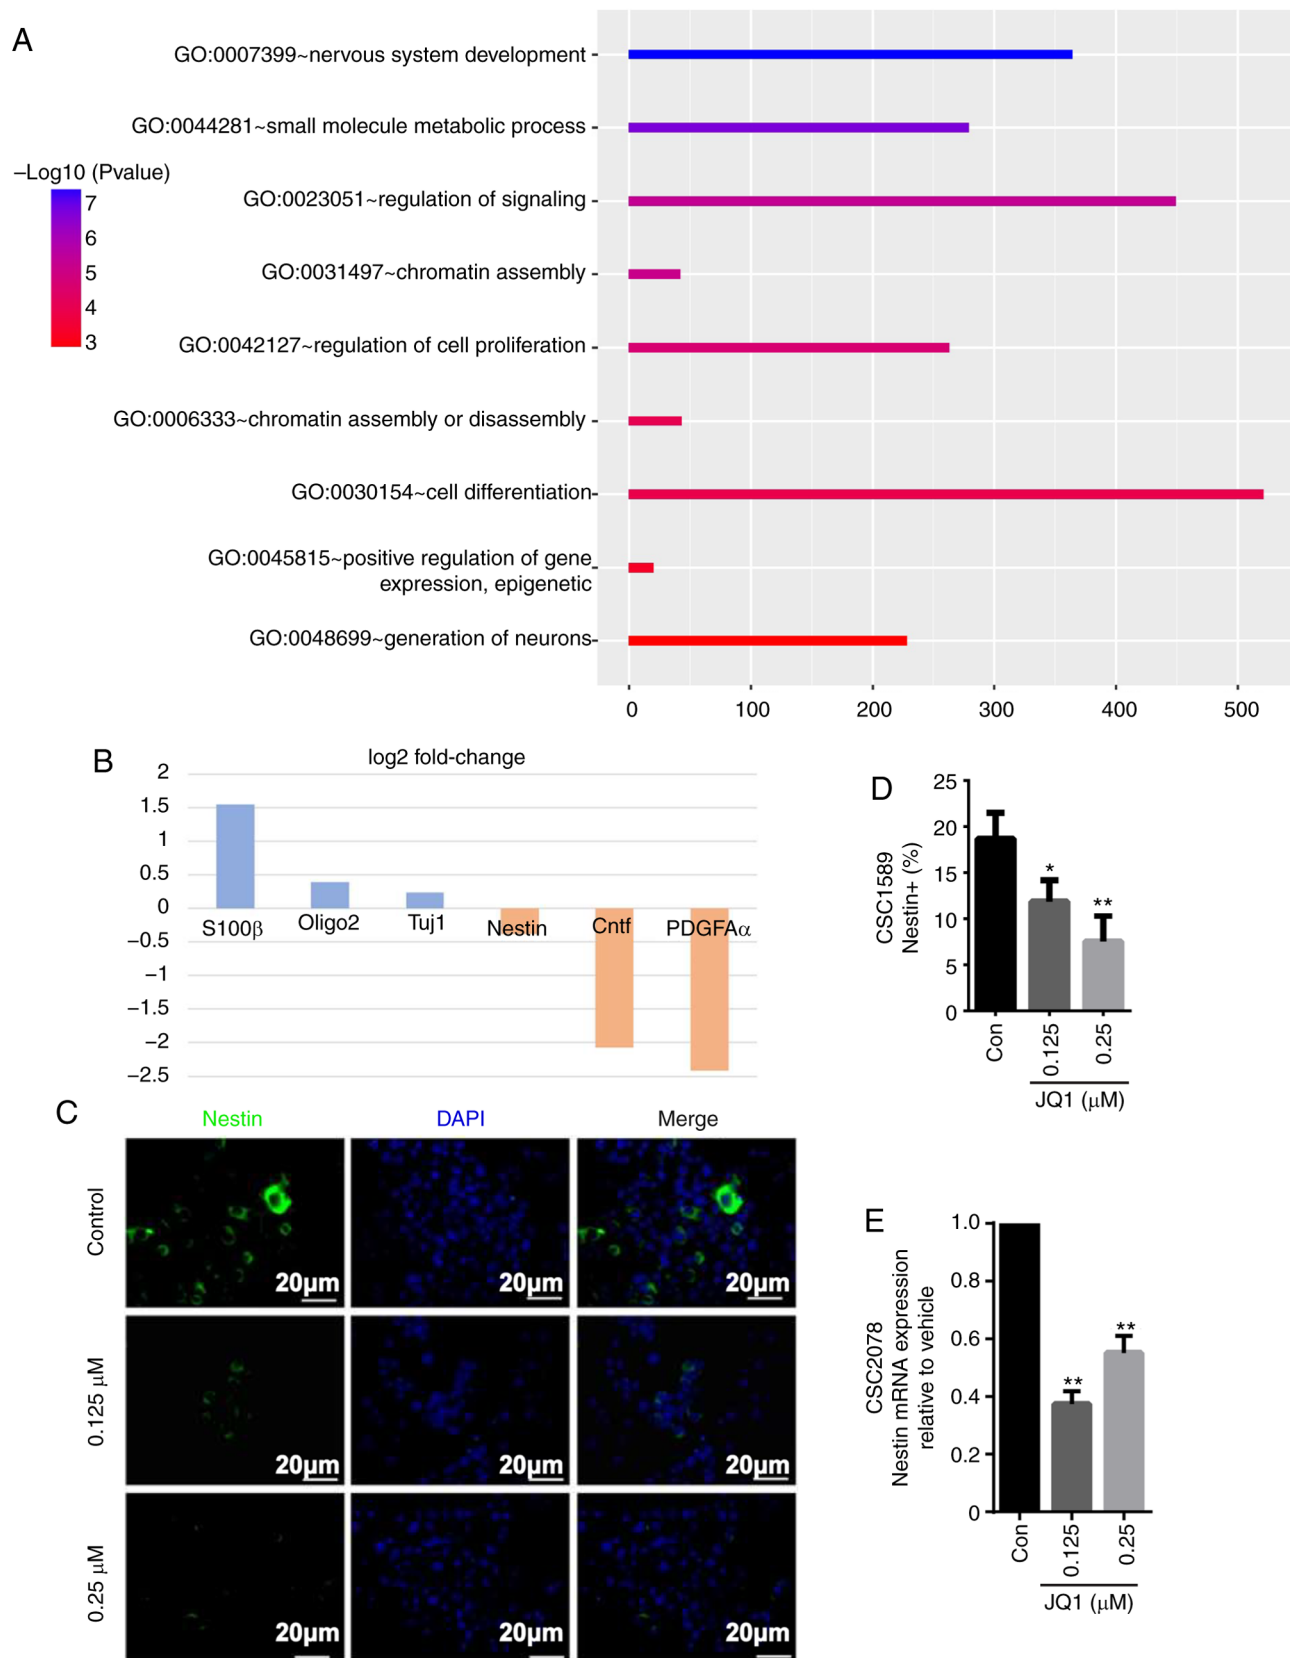 A
GO:0007399~nervous system development
GO:0044281~small molecule metabolic process
–Log10 (Pvalue)
7
6
5
4
3
GO:0023051~regulation of signaling
GO:0031497~chromatin assembly
GO:0042127~regulation of cell proliferation
GO:0006333~chromatin assembly or disassembly
GO:0030154~cell differentiation
GO:0045815~positive regulation of gene
expression, epigenetic
GO:0048699~generation of neurons
0 100 200 300 400 500
B
log2 fold-change
2
1.5
1
0.5
0
−0.5
−1
−1.5
−2
−2.5
S100β Oligo2 Tuj1 Nestin Cntf PDGFAα
C
Nestin DAPI Merge
Control
20μm 20μm 20μm
0.125 μM
20μm 20μm 20μm
0.25 μM
20μm 20μm 20μm
D
CSC1589
Nestin+ (%)
25
20
15
10
5
0
*
**
Con 0.125 0.25
JQ1 (μM)
E
CSC2078
Nestin mRNA expression
relative to vehicle
1.0
0.8
0.6
0.4
0.2
0
**
**
Con 0.125 0.25
JQ1 (μM)